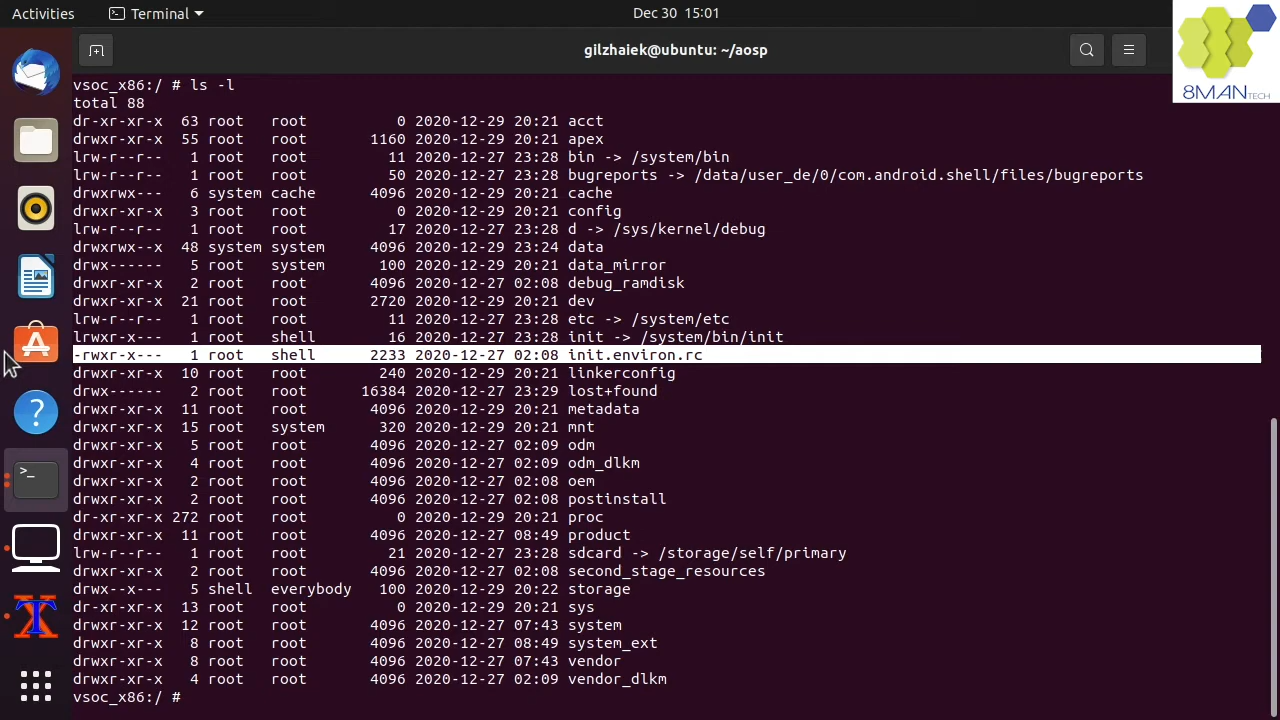 Activities Terminal Dec 30 15:01
gilzhaiek@ubuntu: ~/aosp
8MANTECH
vsoc_x86:/ # ls -l
total 88
dr-xr-xr-x 63 root root 0 2020-12-29 20:21 acct
drwxr-xr-x 55 root root 1160 2020-12-29 20:21 apex
lrw-r--r-- 1 root root 11 2020-12-27 23:28 bin -> /system/bin
lrw-r--r-- 1 root root 50 2020-12-27 23:28 bugreports -> /data/user_de/0/com.android.shell/files/bugreports
drwxrwx--- 6 system cache 4096 2020-12-29 20:21 cache
drwxr-xr-x 3 root root 0 2020-12-29 20:21 config
lrw-r--r-- 1 root root 17 2020-12-27 23:28 d -> /sys/kernel/debug
drwxrwx--x 48 system system 4096 2020-12-29 23:24 data
drwx------ 5 root system 100 2020-12-29 20:21 data_mirror
drwxr-xr-x 2 root root 4096 2020-12-27 02:08 debug_ramdisk
drwxr-xr-x 21 root root 2720 2020-12-29 20:21 dev
lrw-r--r-- 1 root root 11 2020-12-27 23:28 etc -> /system/etc
lrwxr-x--- 1 root shell 16 2020-12-27 23:28 init -> /system/bin/init
-rwxr-x--- 1 root shell 2233 2020-12-27 02:08 init.environ.rc
drwxr-xr-x 10 root root 240 2020-12-29 20:21 linkerconfig
drwx------ 2 root root 16384 2020-12-27 23:29 lost+found
drwxr-xr-x 11 root root 4096 2020-12-29 20:21 metadata
drwxr-xr-x 15 root system 320 2020-12-29 20:21 mnt
drwxr-xr-x 5 root root 4096 2020-12-27 02:09 odm
drwxr-xr-x 4 root root 4096 2020-12-27 02:09 odm_dlkm
drwxr-xr-x 2 root root 4096 2020-12-27 02:08 oem
drwxr-xr-x 2 root root 4096 2020-12-27 02:08 postinstall
dr-xr-xr-x 272 root root 0 2020-12-29 20:21 proc
drwxr-xr-x 11 root root 4096 2020-12-27 08:49 product
lrw-r--r-- 1 root root 21 2020-12-27 23:28 sdcard -> /storage/self/primary
drwxr-xr-x 2 root root 4096 2020-12-27 02:08 second_stage_resources
drwx--x--- 5 shell everybody 100 2020-12-29 20:22 storage
dr-xr-xr-x 13 root root 0 2020-12-29 20:21 sys
drwxr-xr-x 12 root root 4096 2020-12-27 07:43 system
drwxr-xr-x 8 root root 4096 2020-12-27 08:49 system_ext
drwxr-xr-x 8 root root 4096 2020-12-27 07:43 vendor
drwxr-xr-x 4 root root 4096 2020-12-27 02:09 vendor_dlkm
vsoc_x86:/ #